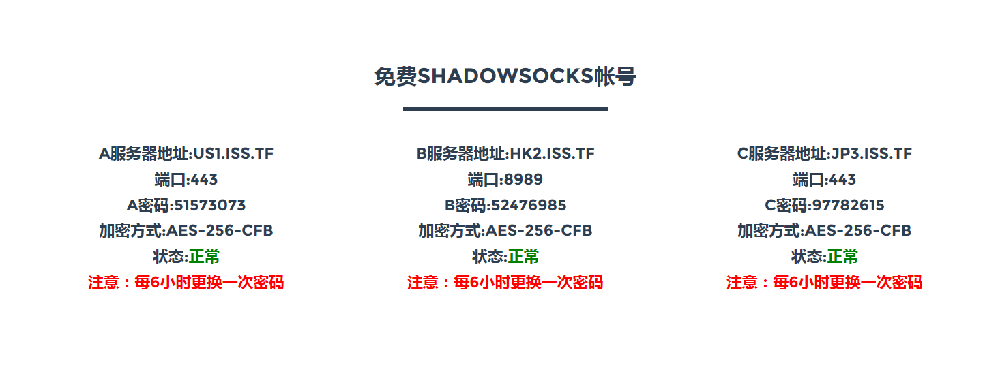 免费SHADOWSOCKS帐号
A服务器地址:US1.ISS.TF
端口:443
A密码:51573073
加密方式:AES-256-CFB
状态:正常
注意：每6小时更换一次密码
B服务器地址:HK2.ISS.TF
端口:8989
B密码:52476985
加密方式:AES-256-CFB
状态:正常
注意：每6小时更换一次密码
C服务器地址:JP3.ISS.TF
端口:443
C密码:97782615
加密方式:AES-256-CFB
状态:正常
注意：每6小时更换一次密码